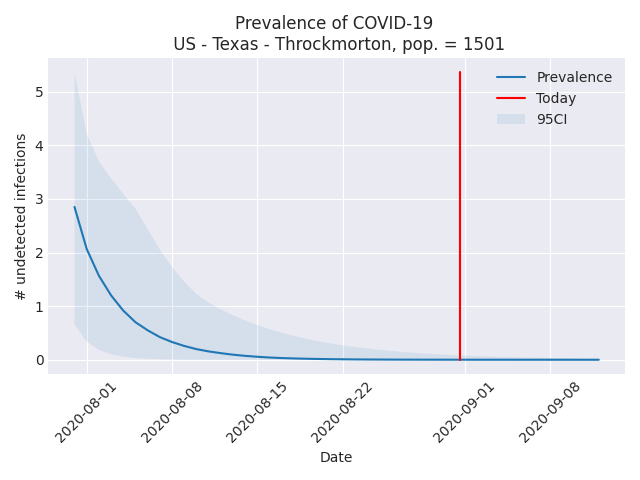 Prevalence of COVID-19
US - Texas - Throckmorton, pop. = 1501
# undetected infections
5
4
3
2
1
0
Prevalence
Today
95CI
2020-08-01
2020-08-08
2020-08-15
2020-08-22
2020-09-01
2020-09-08
Date